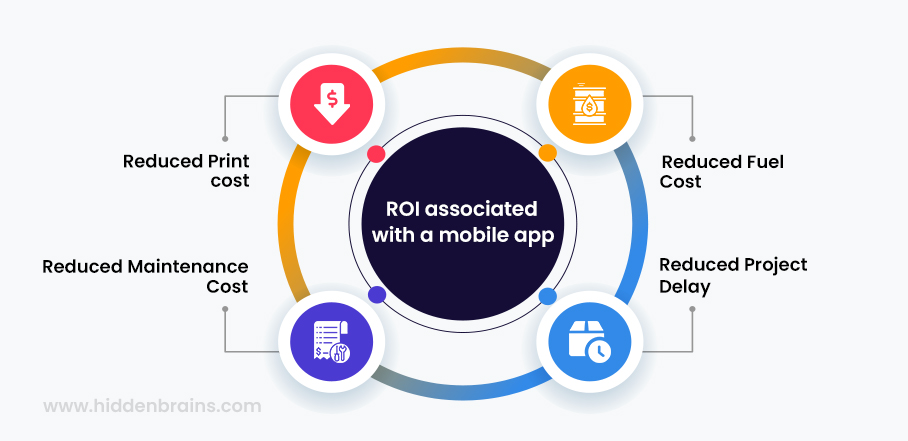 Reduced Print
cost
Reduced Fuel
Cost
ROI associated
with a mobile app
Reduced Maintenance
Cost
Reduced Project
Delay
www.hiddenbrains.com